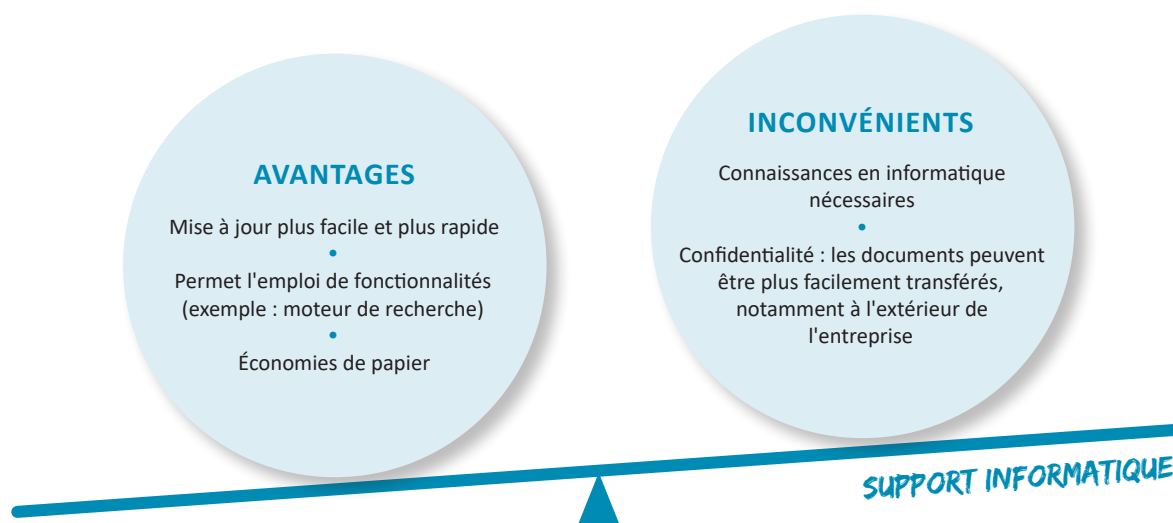 AVANTAGES
Mise à jour plus facile et plus rapide
•
Permet l'emploi de fonctionnalités
(exemple : moteur de recherche)
•
Économies de papier
INCONVÉNIENTS
Connaissances en informatique
nécessaires
•
Confidentialité : les documents peuvent
être plus facilement transférés,
notamment à l'extérieur de
l'entreprise
SUPPORT INFORMATIQUE